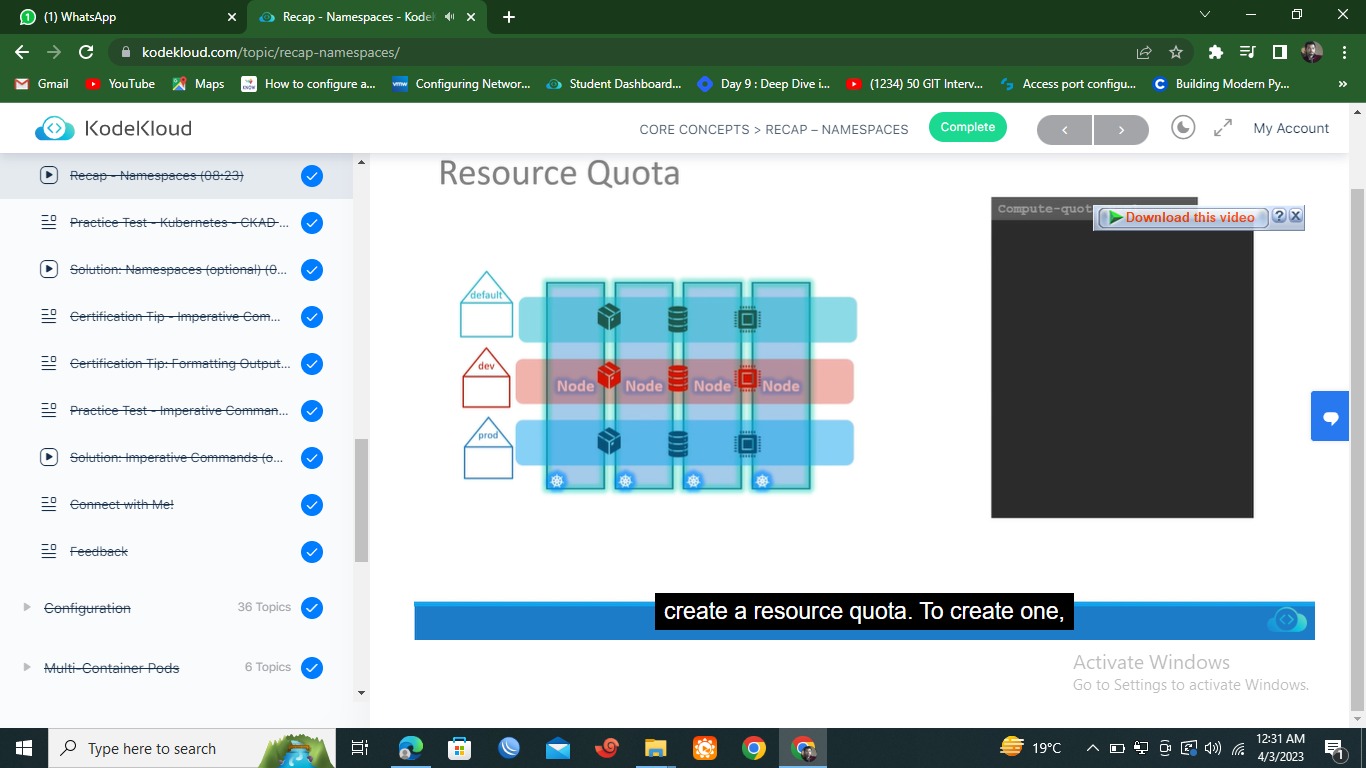 (1) WhatsApp
Recap - Namespaces - Kodek
kodekloud.com/topic/recap-namespaces/
Gmail
YouTube
Maps
How to configure a...
Configuring Networ...
Student Dashboard...
Day 9 : Deep Dive i...
(1234) 50 GIT Interv...
Access port configu...
Building Modern Py...
»
KodeKloud
CORE CONCEPTS > RECAP – NAMESPACES
Complete
My Account
Recap - Namespaces (08:23)
Practice Test - Kubernetes - CKAD ...
Solution: Namespaces (optional) (0...
Certification Tip - Imperative Com...
Certification Tip: Formatting Output...
Practice Test - Imperative Comman...
Solution: Imperative Commands (o...
Connect with Me!
Feedback
Configuration
36 Topics
Multi-Container Pods
6 Topics
Resource Quota
Compute-quot
Download this video
default
dev
prod
Node
Node
Node
Node
create a resource quota. To create one,
Activate Windows
Go to Settings to activate Windows.
Type here to search
19°C
12:31 AM
4/3/2023
1